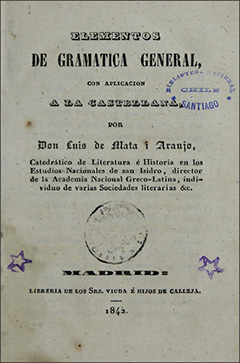 ELEMENTOS
DE GRAMATICA GENERAL,
CON APLICACION
A LA CASTELLANA,
POR
Don Luis de Mata i Araujo,
Catedrático de Literatura é Historia en los
Estudios Nacionales de san Isidro, director
de la Academia Nacional Greco-Latina, indi-
viduo de varias Sociedades literarias &c.
BIBLIOTECA NACIONAL
CHILE
SANTIAGO
MADRID:
LIBRERIA DE LOS SRS. VIUDA É HIJOS DE CALLEJA.
1842.